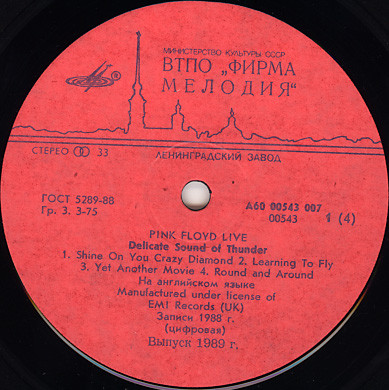 МИНИСТЕРСТВО КУЛЬТУРЫ СССР
ВТПО „ФИРМА
МЕЛОДИЯ“
СТЕРЕО 33
ЛЕНИНГРАДСКИЙ ЗАВОД
ГОСТ 5289-88
Гр. 3. 3-75
А60 00543 007
00543 1 (4)
PINK FLOYD LIVE
Delicate Sound of Thunder
1. Shine On You Crazy Diamond 2. Learning To Fly
3. Yet Another Movie 4. Round and Around
На английском языке
Manufactured under license of
EMI Records (UK)
Запись 1988 г.
(цифровая)
Выпуск 1989 г.